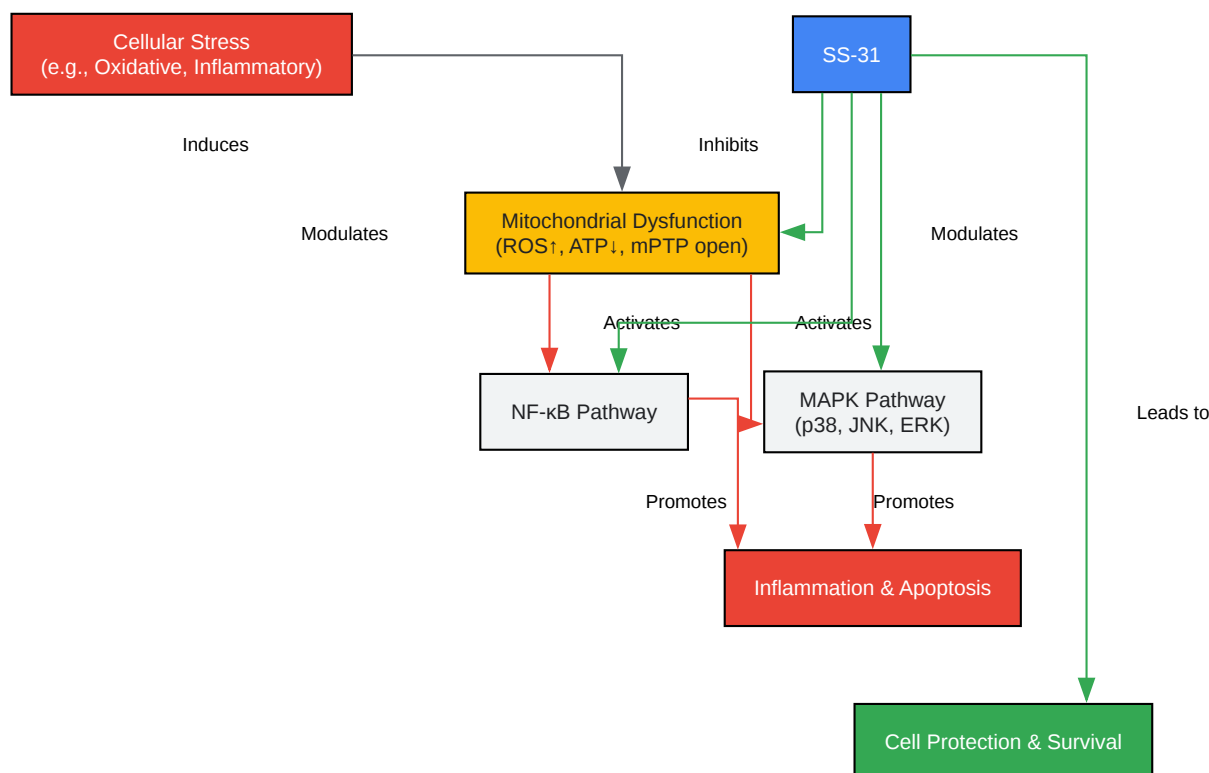 Cellular Stress
(e.g., Oxidative, Inflammatory)
SS-31
Induces
Inhibits
Mitochondrial Dysfunction
(ROS↑, ATP↓, mPTP open)
Modulates
Modulates
Activates
Activates
NF-κB Pathway
MAPK Pathway
(p38, JNK, ERK)
Leads to
Promotes
Promotes
Inflammation & Apoptosis
Cell Protection & Survival